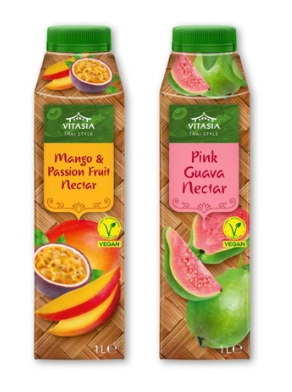 VITASIA
THAI STYLE
Mango &
Passion Fruit
Nectar
VEGAN
1L ℮
VITASIA
THAI STYLE
Pink
Guava
Nectar
VEGAN
1L ℮